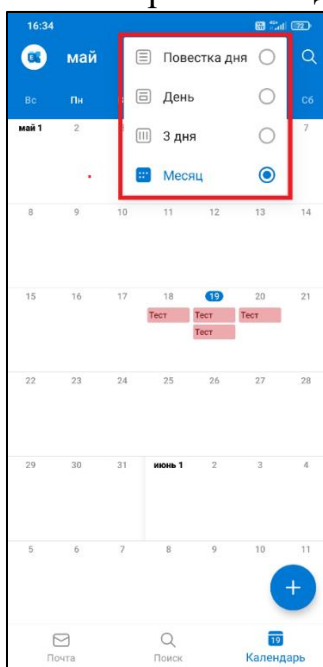 16:34 72
май
Повестка дня
День
3 дня
Месяц
Вс Пн Сб
май 1 2 7
8 9 10 11 12 13 14
15 16 17 18 19 20 21
Тест Тест Тест
Тест
22 23 24 25 26 27 28
29 30 31 июнь 1 2 3 4
5 6 7 8 9 10 11
+
19
Почта Поиск Календарь